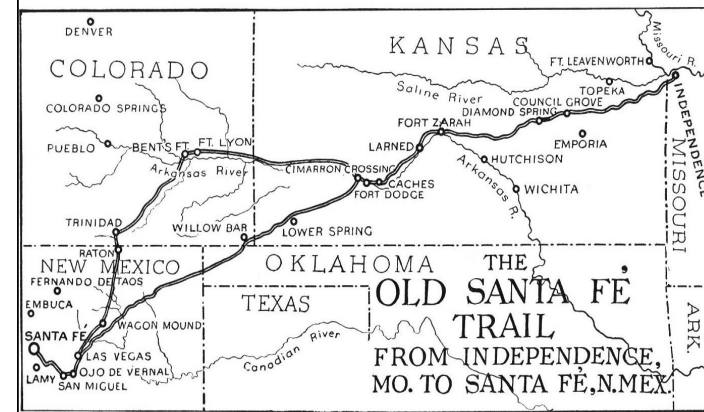 DENVER
COLORADO
COLORADO SPRINGS
PUEBLO
BENT'S FT.
FT. LYON
Arkansas River
TRINIDAD
RATON
KANSAS
Saline River
FT. LEAVENWORTH
Missouri R.
TOPEKA
COUNCIL GROVE
DIAMOND SPRING
INDEPENDENCE
MISSOURI
EMPORIA
FORT ZARAH
LARNED
HUTCHISON
WICHITA
Arkansas R.
CIMARRON CROSSING
CACHES
FORT DODGE
WILLOW BAR
LOWER SPRING
NEW MEXICO
FERNANDO DE TAOS
EMBUCA
SANTA FÉ
LAMY
WAGON MOUND
LAS VEGAS
OJO DE VERNAL
SAN MIGUEL
OKLAHOMA
TEXAS
Canadian River
ARK.
THE
OLD SANTA FÉ
TRAIL
FROM INDEPENDENCE,
MO. TO SANTA FÉ, N.MEX.